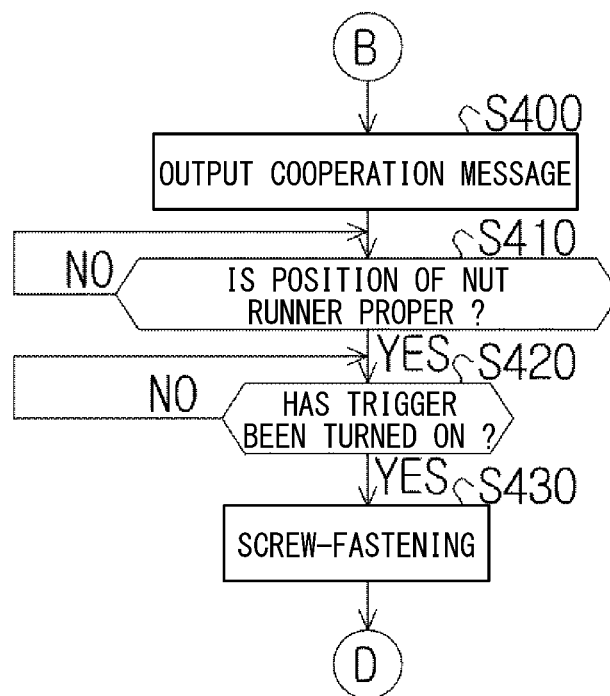 B
S400
OUTPUT COOPERATION MESSAGE
S410
NO
IS POSITION OF NUT
RUNNER PROPER ?
YES
S420
NO
HAS TRIGGER
BEEN TURNED ON ?
YES
S430
SCREW-FASTENING
D